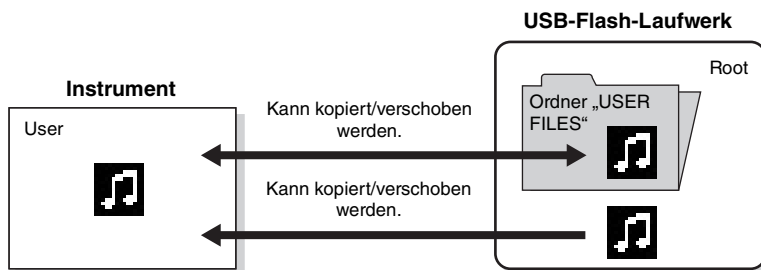 USB-Flash-Laufwerk
Root
Instrument
User
Kann kopiert/verschoben
werden.
Ordner „USER
FILES“
Kann kopiert/verschoben
werden.